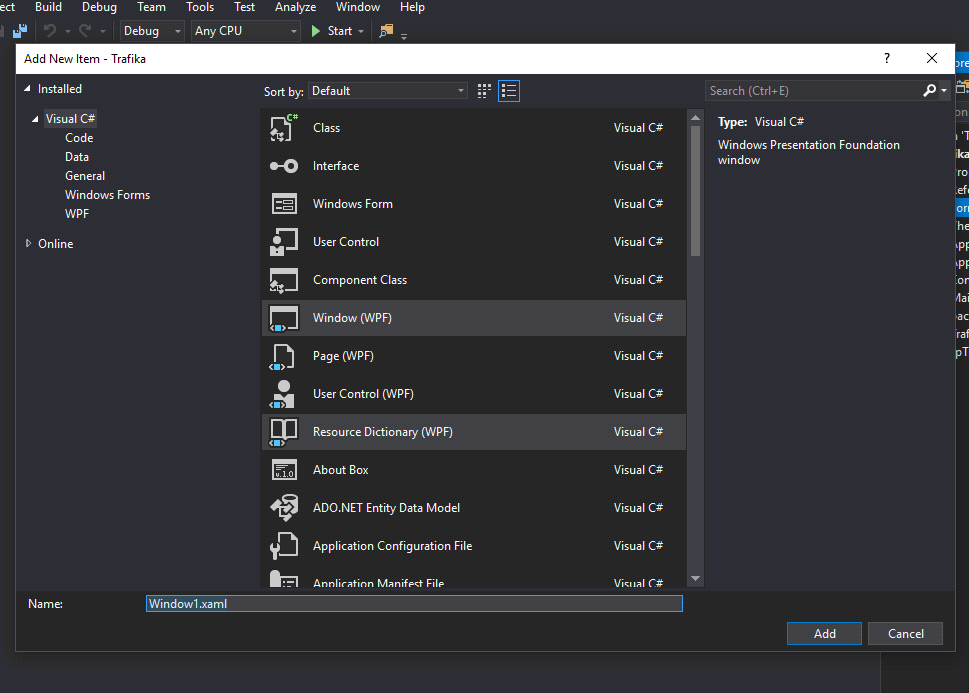 ect Build Debug Team Tools Test Analyze Window Help
Debug Any CPU Start
Add New Item - Trafika ?
Installed
Visual C#
Code
Data
General
Windows Forms
WPF
Online
Sort by: Default
C# Class Visual C#
Interface Visual C#
Windows Form Visual C#
User Control Visual C#
Component Class Visual C#
Window (WPF) Visual C#
Page (WPF) Visual C#
User Control (WPF) Visual C#
Resource Dictionary (WPF) Visual C#
v.1.0 About Box Visual C#
ADO.NET Entity Data Model Visual C#
Application Configuration File Visual C#
Application Manifest File Visual C#
Search (Ctrl+E)
Type: Visual C#
Windows Presentation Foundation
window
Name: Window1.xaml
Add Cancel